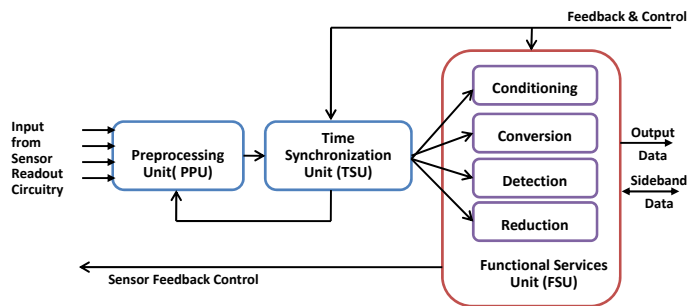 Feedback & Control
Input
from
Sensor
Readout
Circuitry
Preprocessing
Unit( PPU)
Time
Synchronization
Unit (TSU)
Conditioning
Conversion
Detection
Reduction
Functional Services
Unit (FSU)
Output
Data
Sideband
Data
Sensor Feedback Control